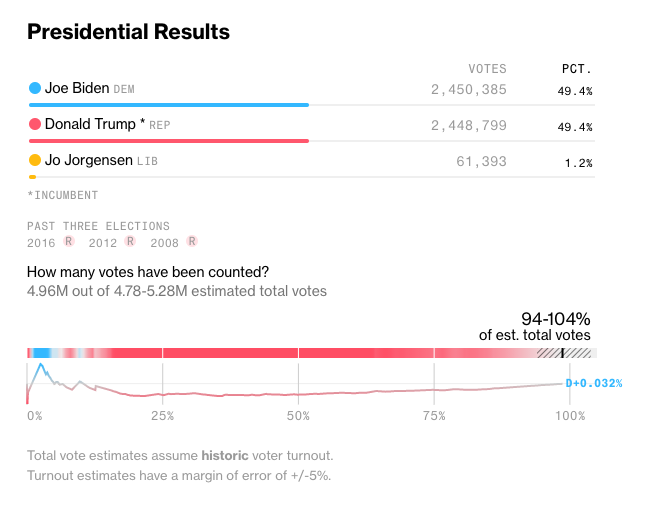 Presidential Results
VOTES PCT.
Joe Biden DEM 2,450,385 49.4%
Donald Trump * REP 2,448,799 49.4%
Jo Jorgensen LIB 61,393 1.2%
*INCUMBENT
PAST THREE ELECTIONS
2016 R 2012 R 2008 R
How many votes have been counted?
4.96M out of 4.78-5.28M estimated total votes
94-104%
of est. total votes
D+0.032%
0% 25% 50% 75% 100%
Total vote estimates assume historic voter turnout.
Turnout estimates have a margin of error of +/-5%.